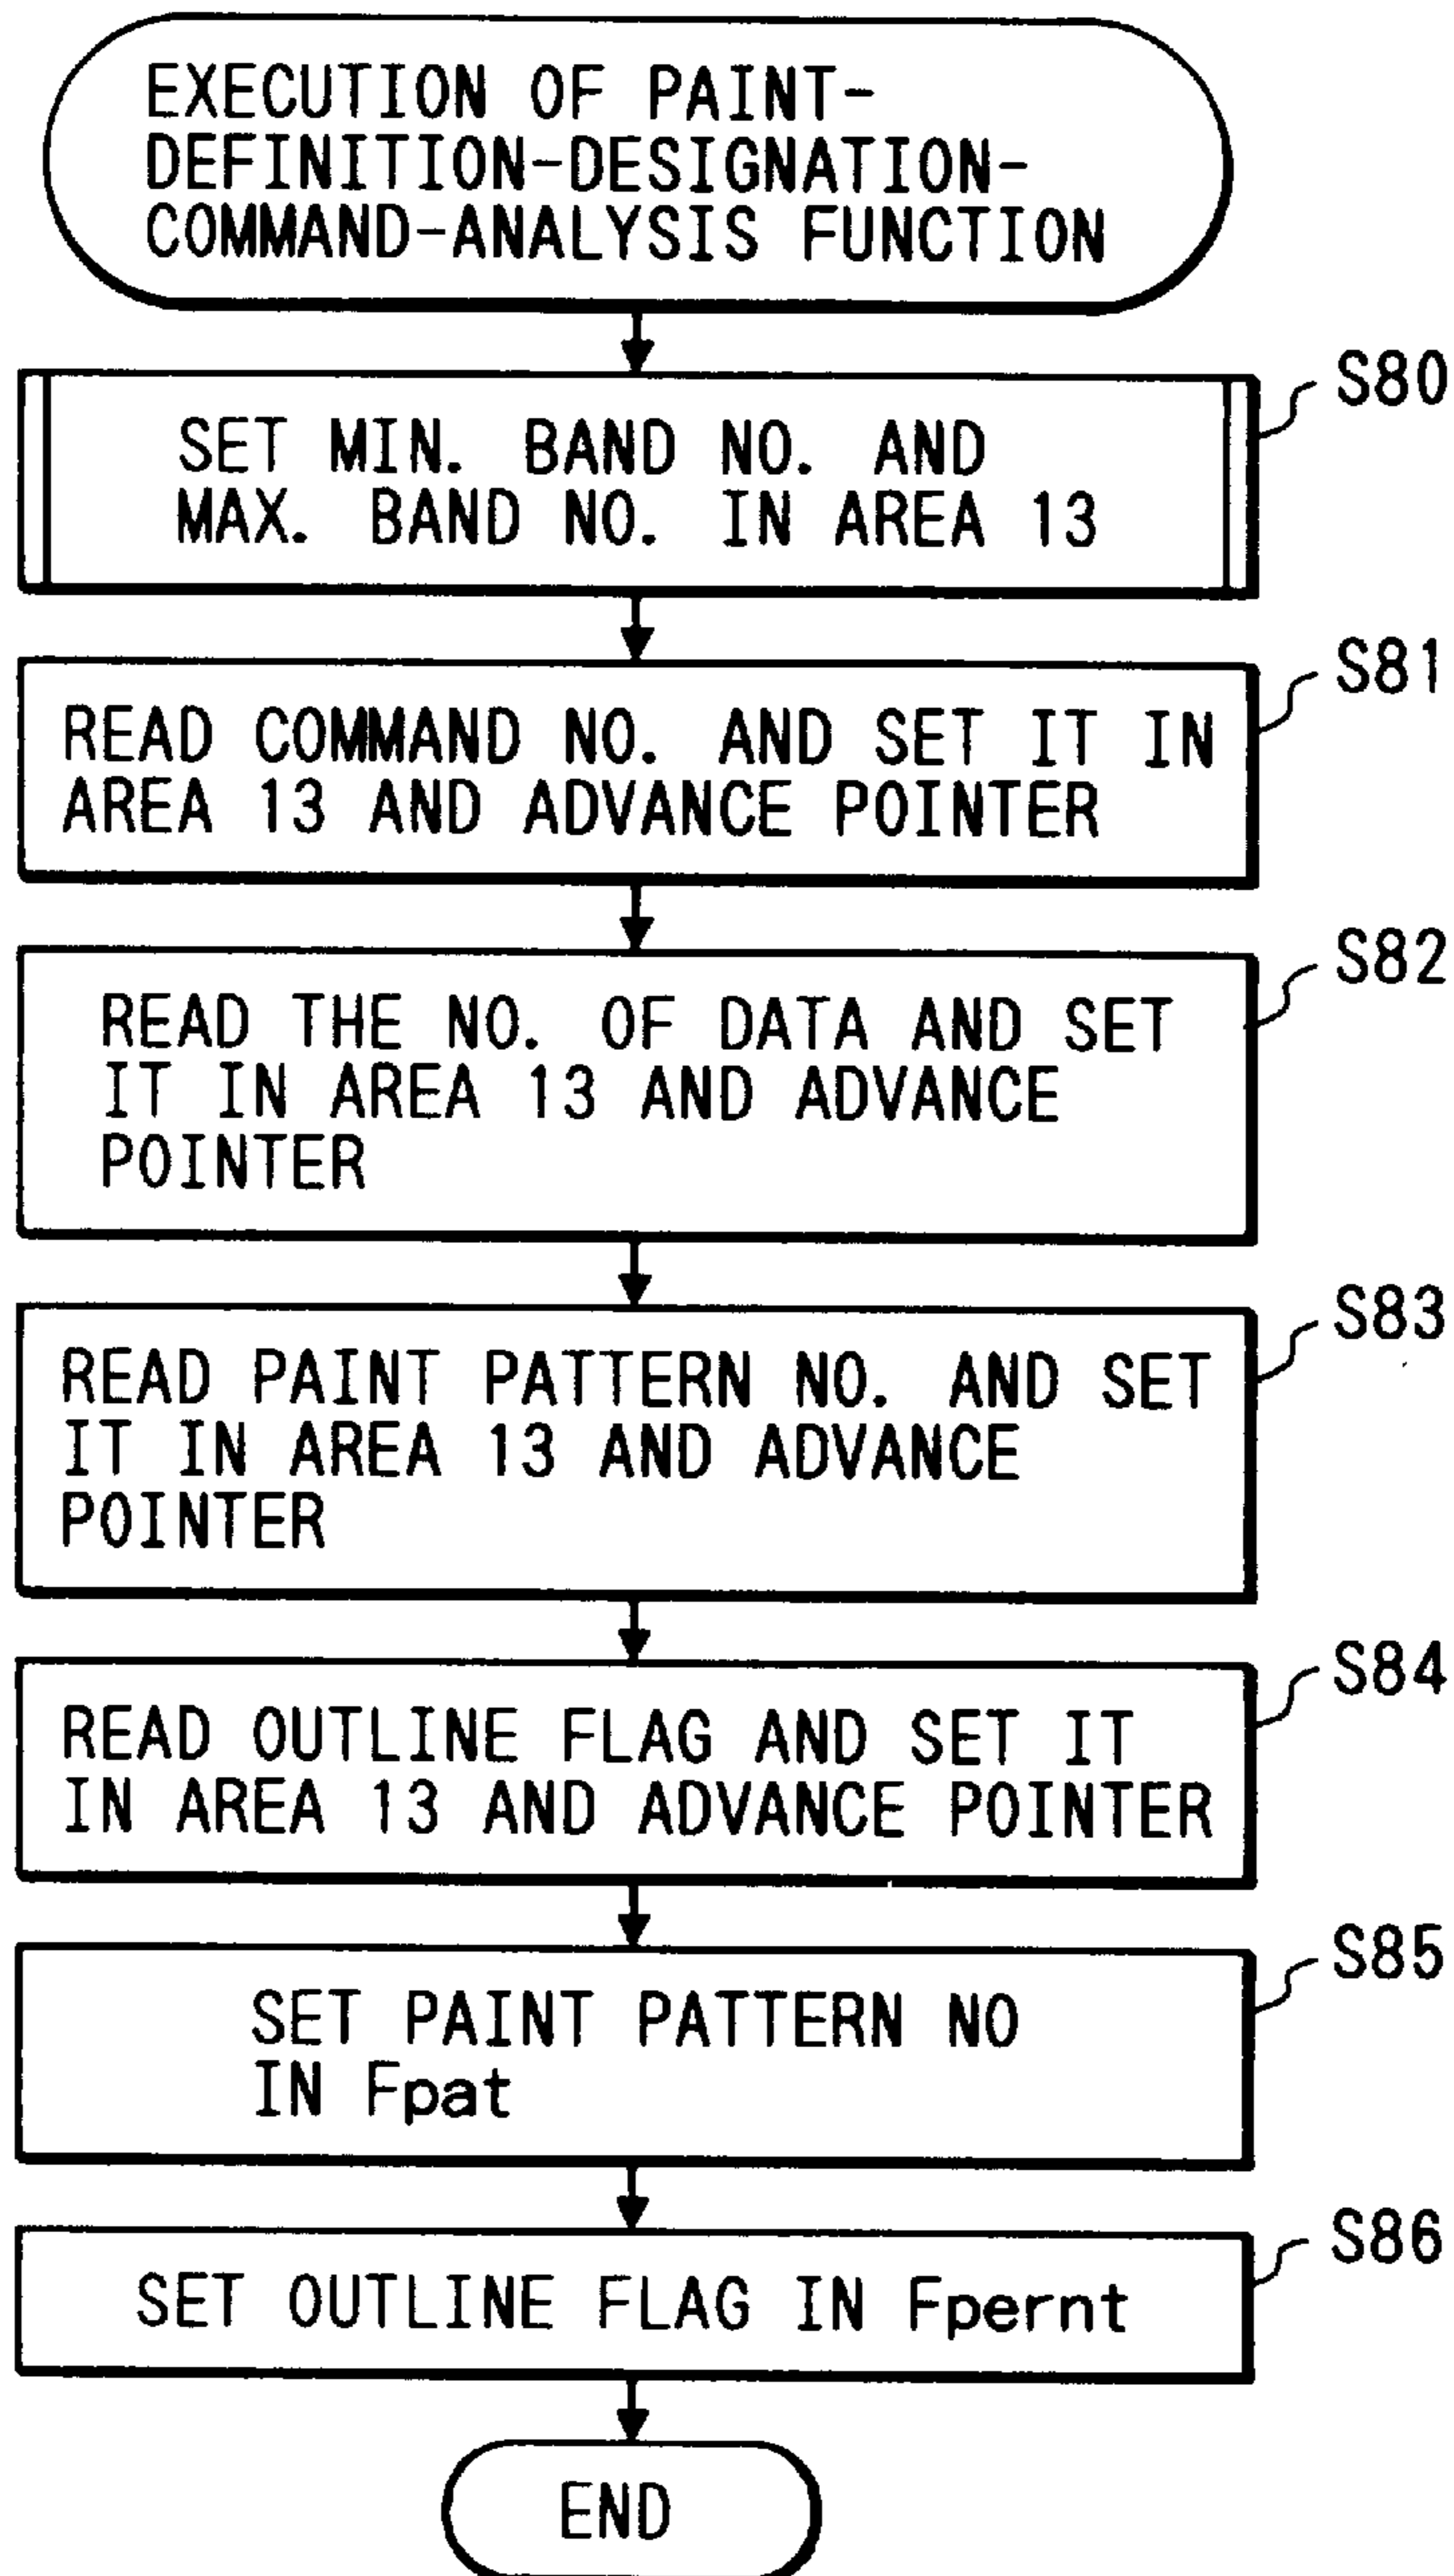 EXECUTION OF PAINT-
DEFINITION-DESIGNATION-
COMMAND-ANALYSIS FUNCTION
S80
SET MIN. BAND NO. AND
MAX. BAND NO. IN AREA 13
S81
READ COMMAND NO. AND SET IT IN
AREA 13 AND ADVANCE POINTER
S82
READ THE NO. OF DATA AND SET
IT IN AREA 13 AND ADVANCE
POINTER
S83
READ PAINT PATTERN NO. AND SET
IT IN AREA 13 AND ADVANCE
POINTER
S84
READ OUTLINE FLAG AND SET IT
IN AREA 13 AND ADVANCE POINTER
S85
SET PAINT PATTERN NO
IN Fpat
S86
SET OUTLINE FLAG IN Fpernt
END